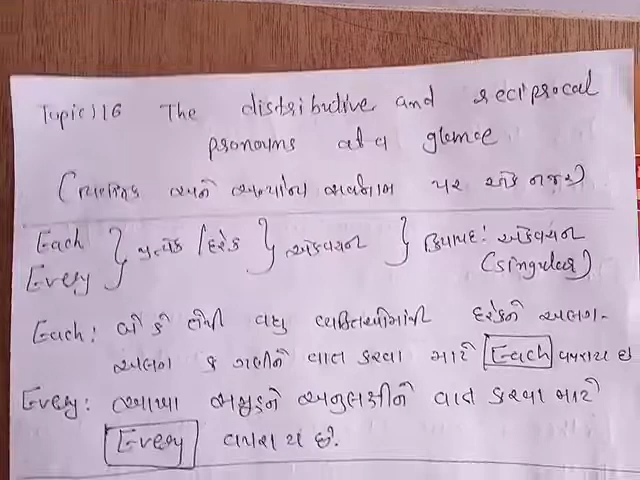 Topic) 16 The distributive and reciprocal
pronouns at a glance
(વ્યક્તિક અને અન્યોન્ય સર્વનામ પર એક નજર)
Each } પ્રત્યેક / દરેક } એકવચન } ક્રિયાપદ: એકવચન
Every (singular)
Each: બે કે તેથી વધુ વ્યક્તિઓમાંથી દરેકને અલગ-
અલગ ગણીને વાત કરવા માટે Each વપરાય છે
Every: આખા સમૂહને અનુલક્ષીને વાત કરવા માટે
Every વપરાય છે.